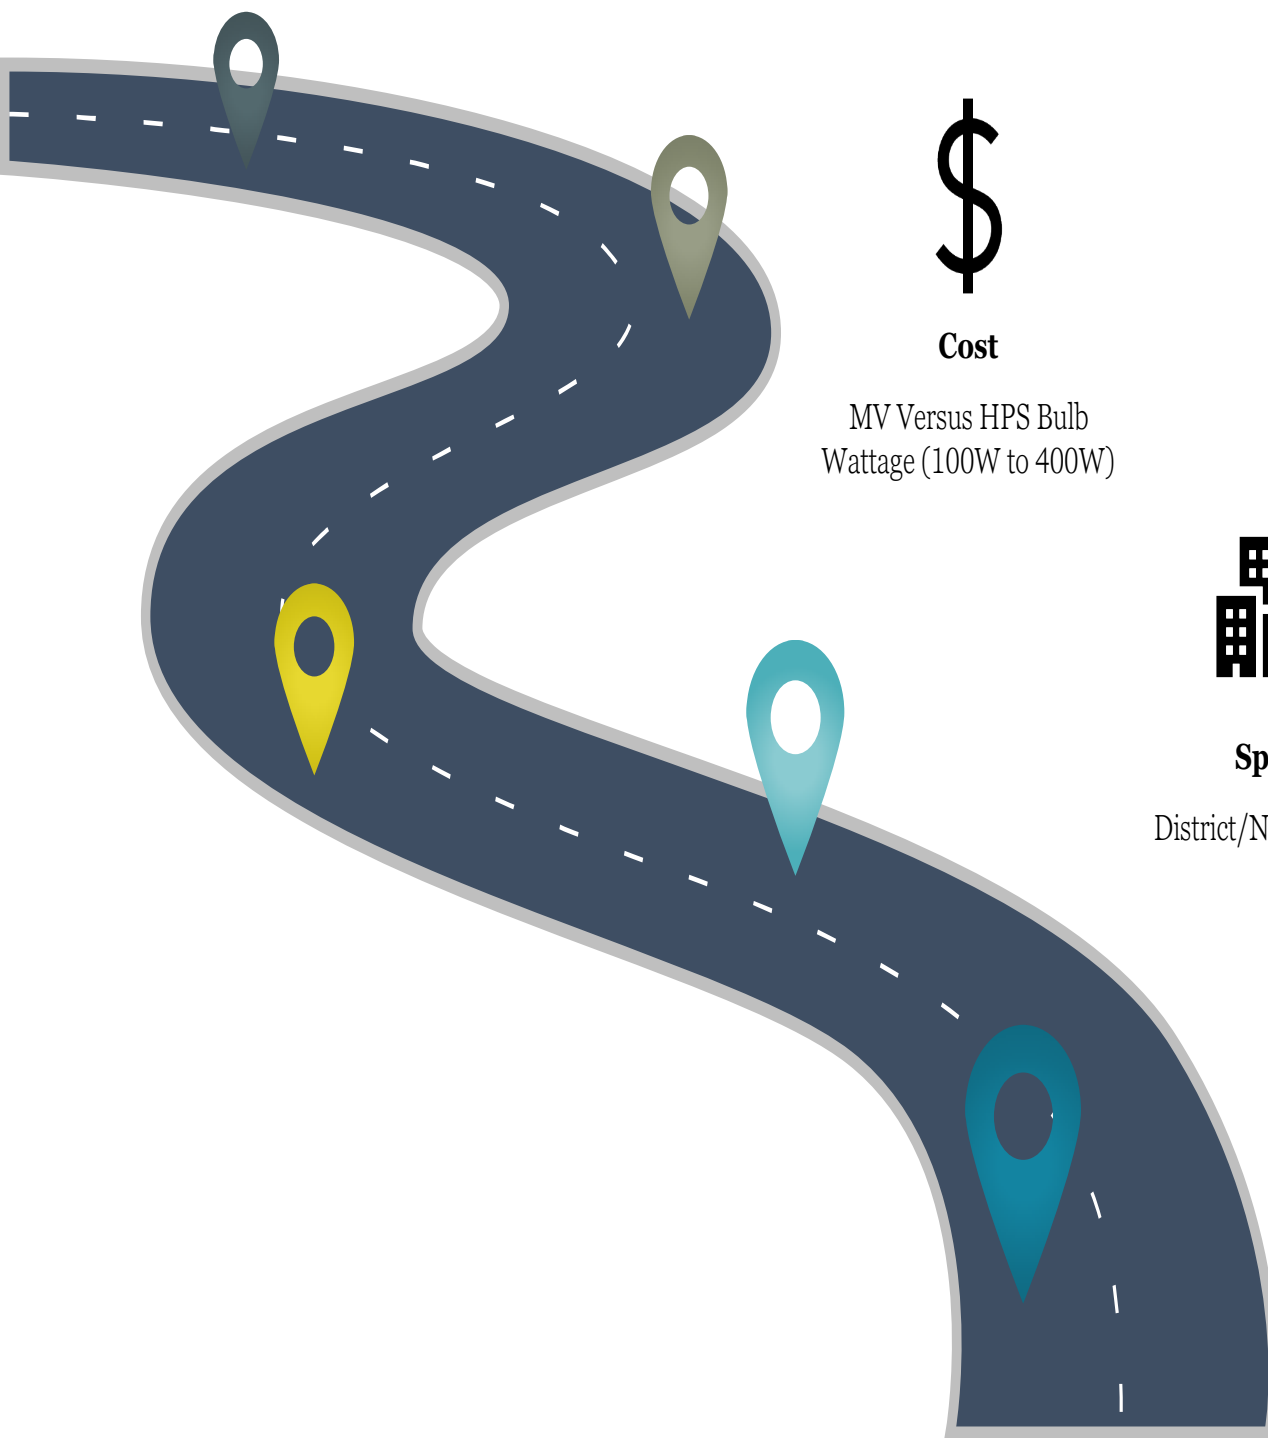 Cost
MV Versus HPS Bulb
Wattage (100W to 400W)
Sp
District/N